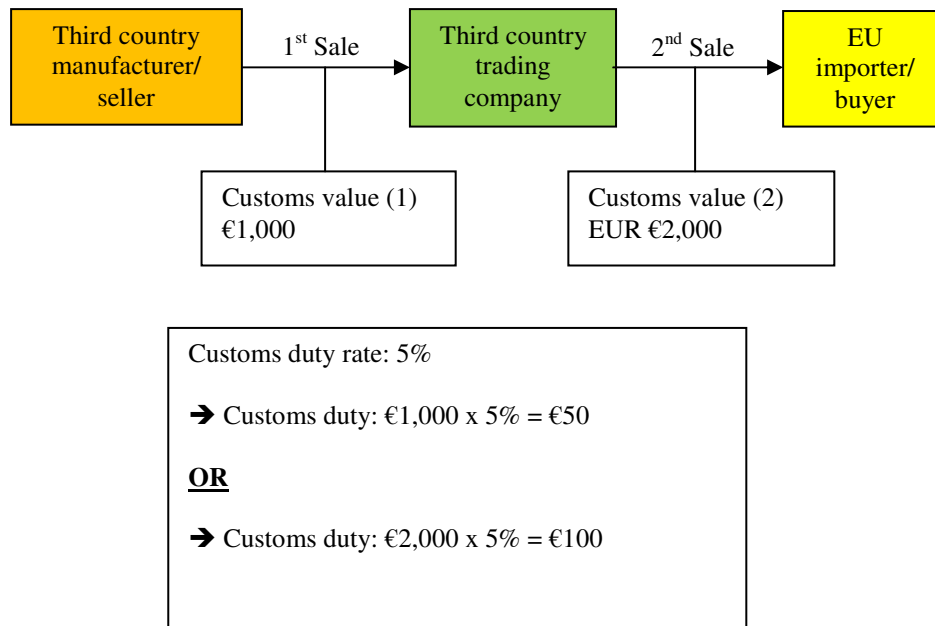 Third country
manufacturer/
seller
1st Sale
Third country
trading
company
2nd Sale
EU
importer/
buyer
Customs value (1)
€1,000
Customs value (2)
EUR €2,000
Customs duty rate: 5%
➔ Customs duty: €1,000 x 5% = €50
OR
➔ Customs duty: €2,000 x 5% = €100